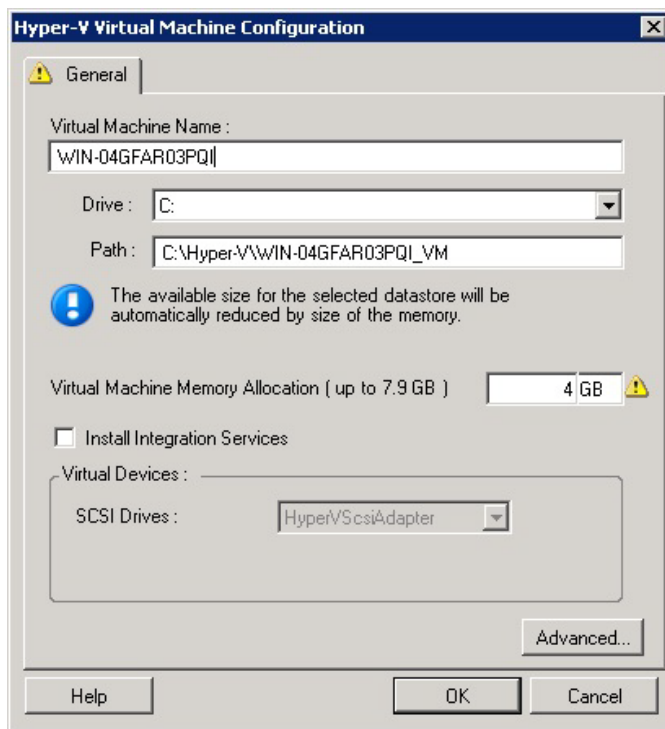 Hyper-V Virtual Machine Configuration
General
Virtual Machine Name :
WIN-04GFAR03PQI
Drive : C:
Path : C:\Hyper-V\WIN-04GFAR03PQI_VM
The available size for the selected datastore will be
automatically reduced by size of the memory.
Virtual Machine Memory Allocation ( up to 7.9 GB ) 4 GB
Install Integration Services
Virtual Devices :
SCSI Drives : HyperVScsiAdapter
Advanced...
Help OK Cancel